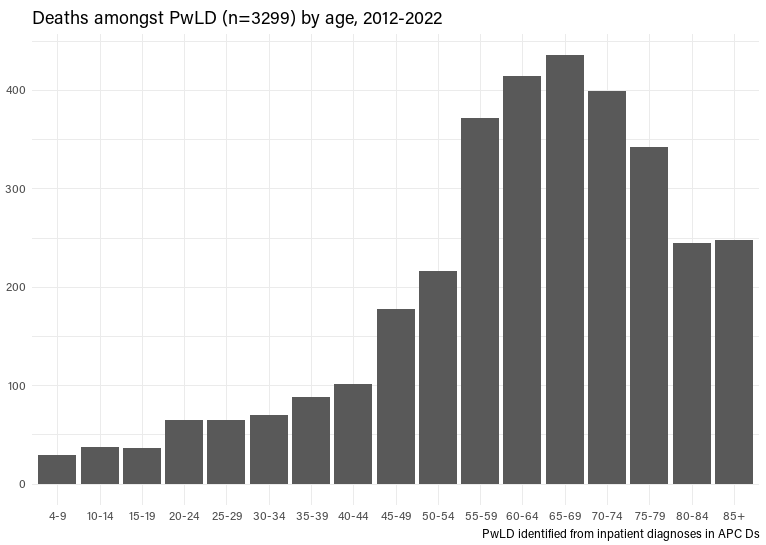 Deaths amongst PwLD (n=3299) by age, 2012-2022
400
300
200
100
0
4-9 10-14 15-19 20-24 25-29 30-34 35-39 40-44 45-49 50-54 55-59 60-64 65-69 70-74 75-79 80-84 85+
PwLD identified from inpatient diagnoses in APC Ds